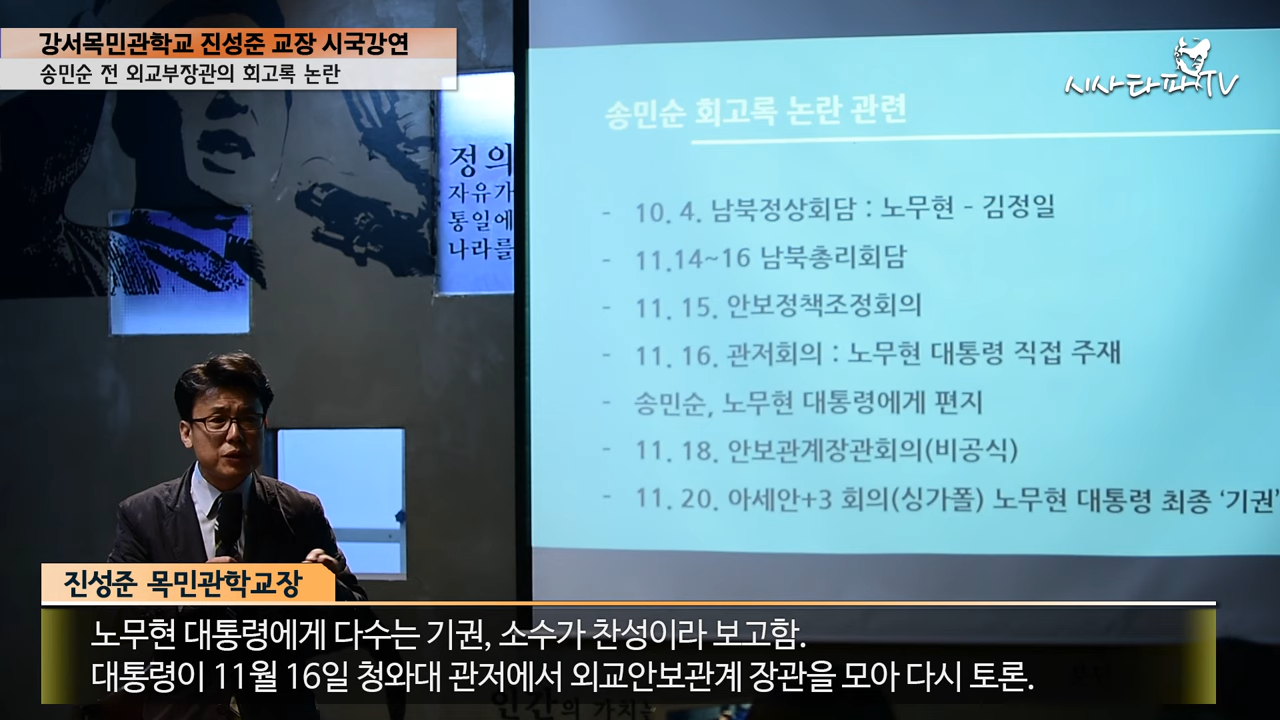 강서목민관학교 진성준 교장 시국강연
송민순 전 외교부장관의 회고록 논란
시사타파TV
정의
자유가
통일에
나라를
송민순 회고록 논란 관련
- 10. 4. 남북정상회담 : 노무현 - 김정일
- 11.14~16 남북총리회담
- 11. 15. 안보정책조정회의
- 11. 16. 관저회의 : 노무현 대통령 직접 주재
- 송민순, 노무현 대통령에게 편지
- 11. 18. 안보관계장관회의(비공식)
- 11. 20. 아세안+3 회의(싱가폴) 노무현 대통령 최종 ‘기권’
진성준 목민관학교장
노무현 대통령에게 다수는 기권, 소수가 찬성이라 보고함.
대통령이 11월 16일 청와대 관저에서 외교안보관계 장관을 모아 다시 토론.
인간의 가치는